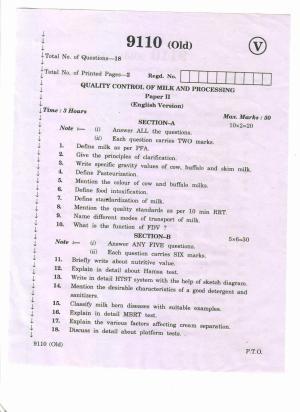 9110 (Old)
V
Total No. of Questions—18
Total No. of Printed Pages—2 Regd. No.
QUALITY CONTROL OF MILK AND PROCESSING
Paper II
(English Version)
Time : 3 Hours Max. Marks : 50
SECTION-A 10×2=20
Note :— (i) Answer ALL the questions.
(ii) Each question carries TWO marks.
1. Define milk as per PFA.
2. Give the principles of clarification.
3. Write specific gravity values of cow, buffalo and skim milk.
4. Define Pasteurization.
5. Mention the colour of cow and buffalo milks.
6. Define food intoxification.
7. Define standardization of milk.
8. Mention the quality standards as per 10 min RRT.
9. Name different modes of transport of milk.
10. What is the function of FDV ?
SECTION-B 5×6=30
Note :— (i) Answer ANY FIVE questions.
(ii) Each question carries SIX marks.
11. Briefly write about nutritive value.
12. Explain in detail about Hansa test.
13. Write in detail HTST system with the help of sketch diagram.
14. Mention the desirable characteristics of a good detergent and
sanitizers.
15. Classify milk born diseases with suitable examples.
16. Explain in detail MBRT test.
17. Explain the various factors affecting cream separation.
18. Discuss in detail about platform tests.
9110 (Old) P.T.O.